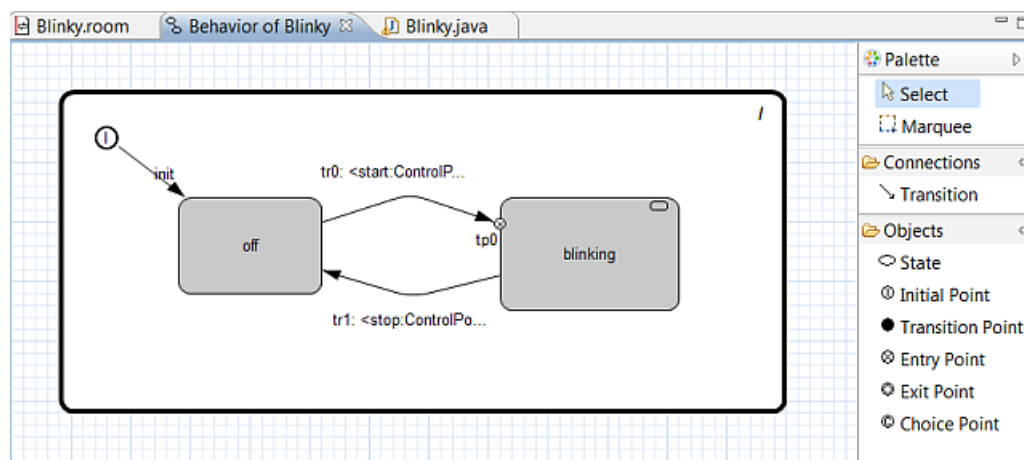 Blinky.room
Behavior of Blinky
Blinky.java
Palette
Select
Marquee
Connections
Transition
Objects
State
Initial Point
Transition Point
Entry Point
Exit Point
Choice Point
/
I
init
tr0: <start:ControlP...
off
tp0
blinking
tr1: <stop:ControlPo...